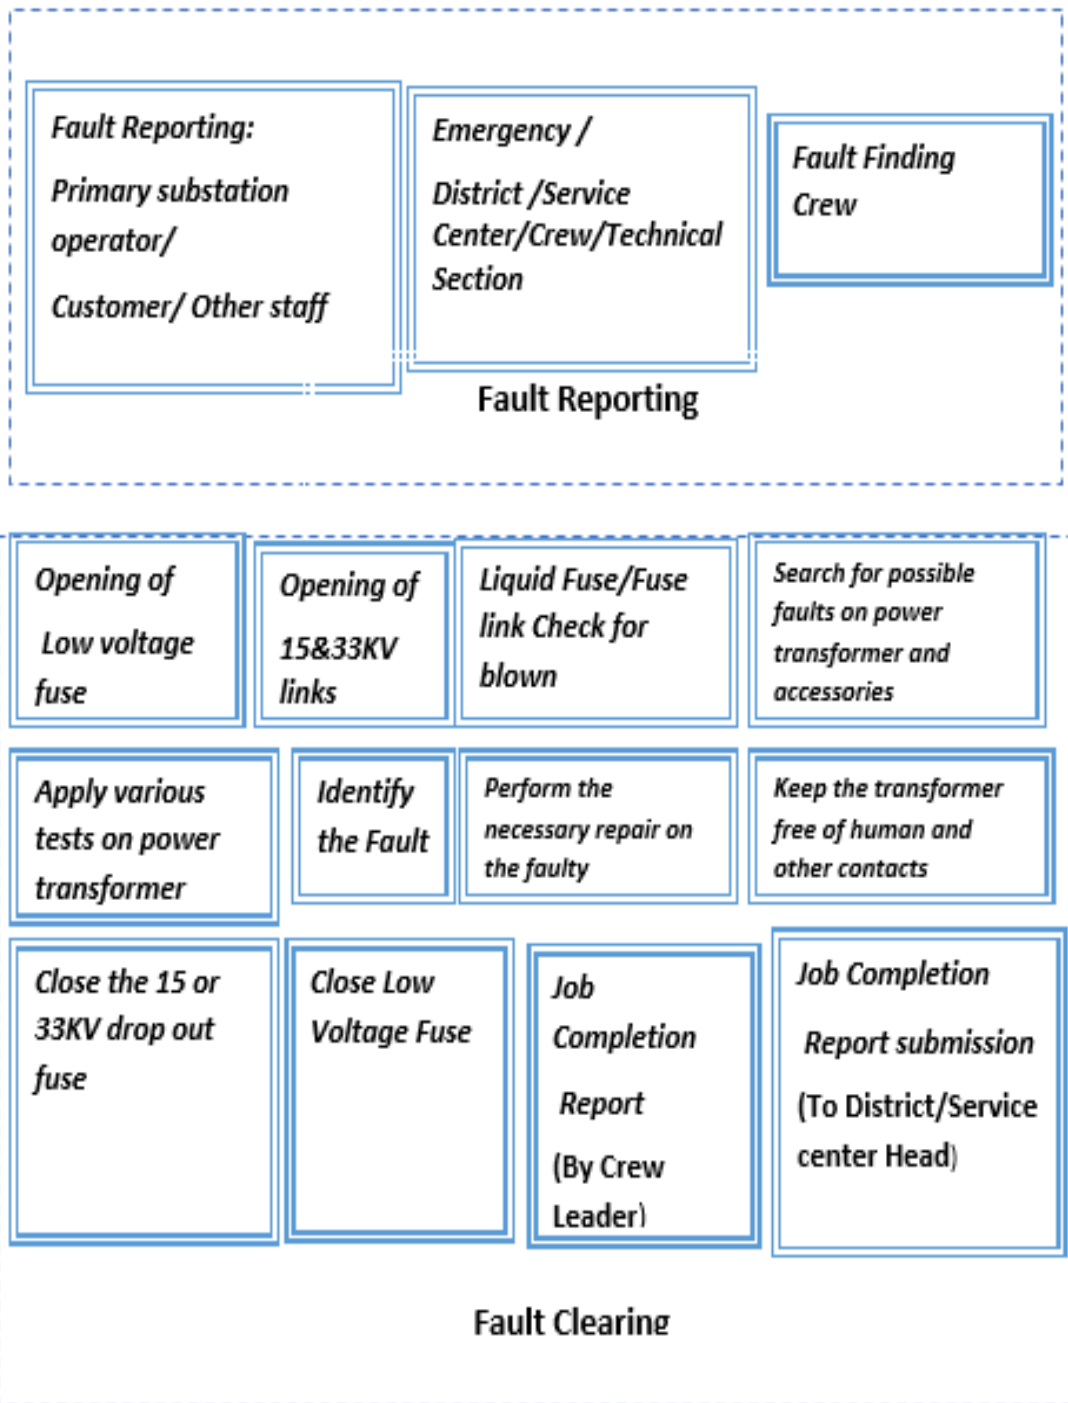 Fault Reporting:
Primary substation
operator/
Customer/ Other staff
Emergency /
District /Service
Center/Crew/Technical
Section
Fault Finding
Crew
Fault Reporting
Opening of
Low voltage
fuse
Opening of
15&33KV
links
Liquid Fuse/Fuse
link Check for
blown
Search for possible
faults on power
transformer and
accessories
Apply various
tests on power
transformer
Identify
the Fault
Perform the
necessary repair on
the faulty
Keep the transformer
free of human and
other contacts
Close the 15 or
33KV drop out
fuse
Close Low
Voltage Fuse
Job
Completion
Report
(By Crew
Leader)
Job Completion
Report submission
(To District/Service
center Head)
Fault Clearing